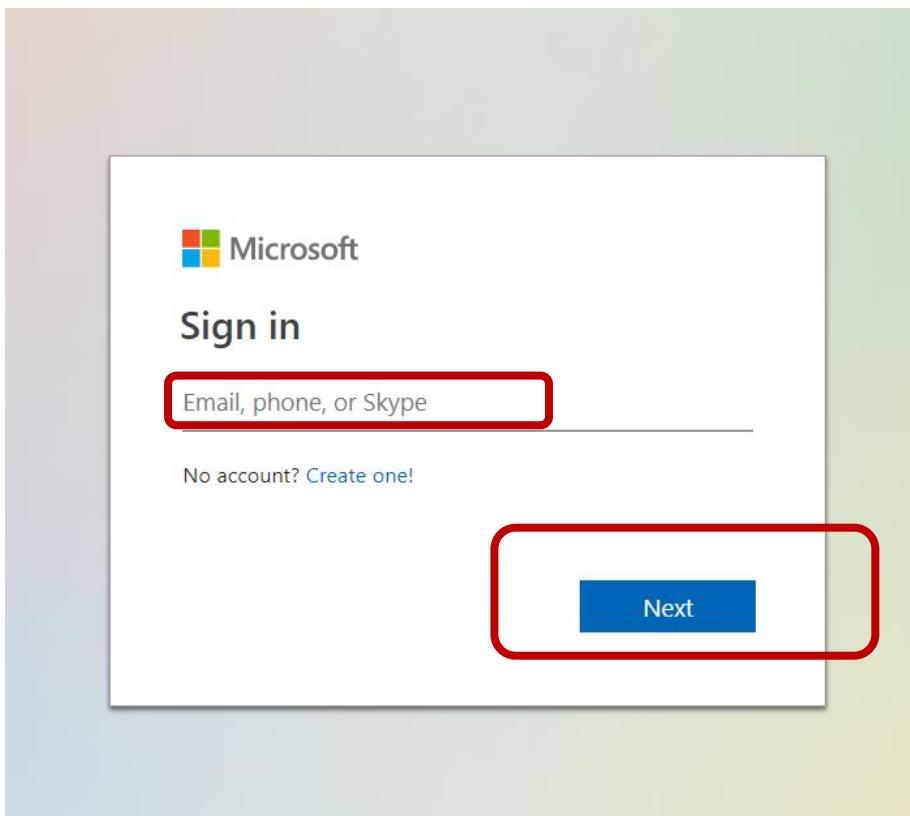 Microsoft
Sign in
Email, phone, or Skype
No account? Create one!
Next